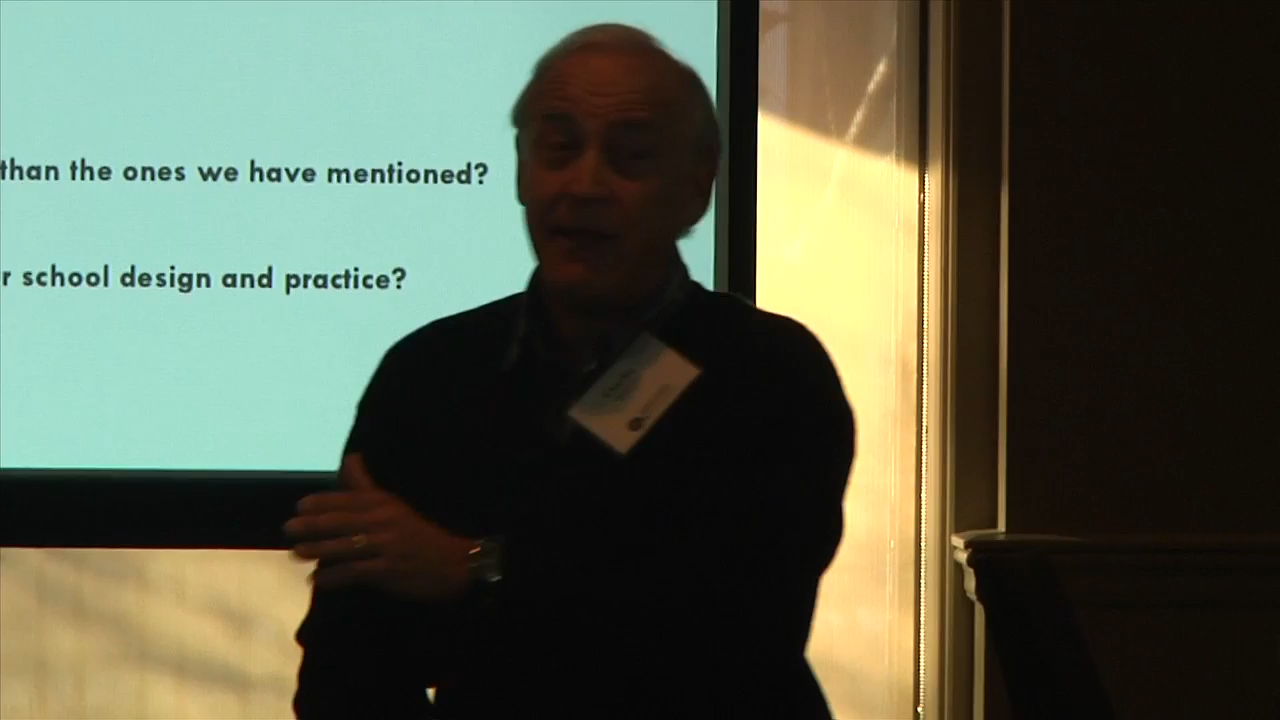 than the ones we have mentioned?
r school design and practice?